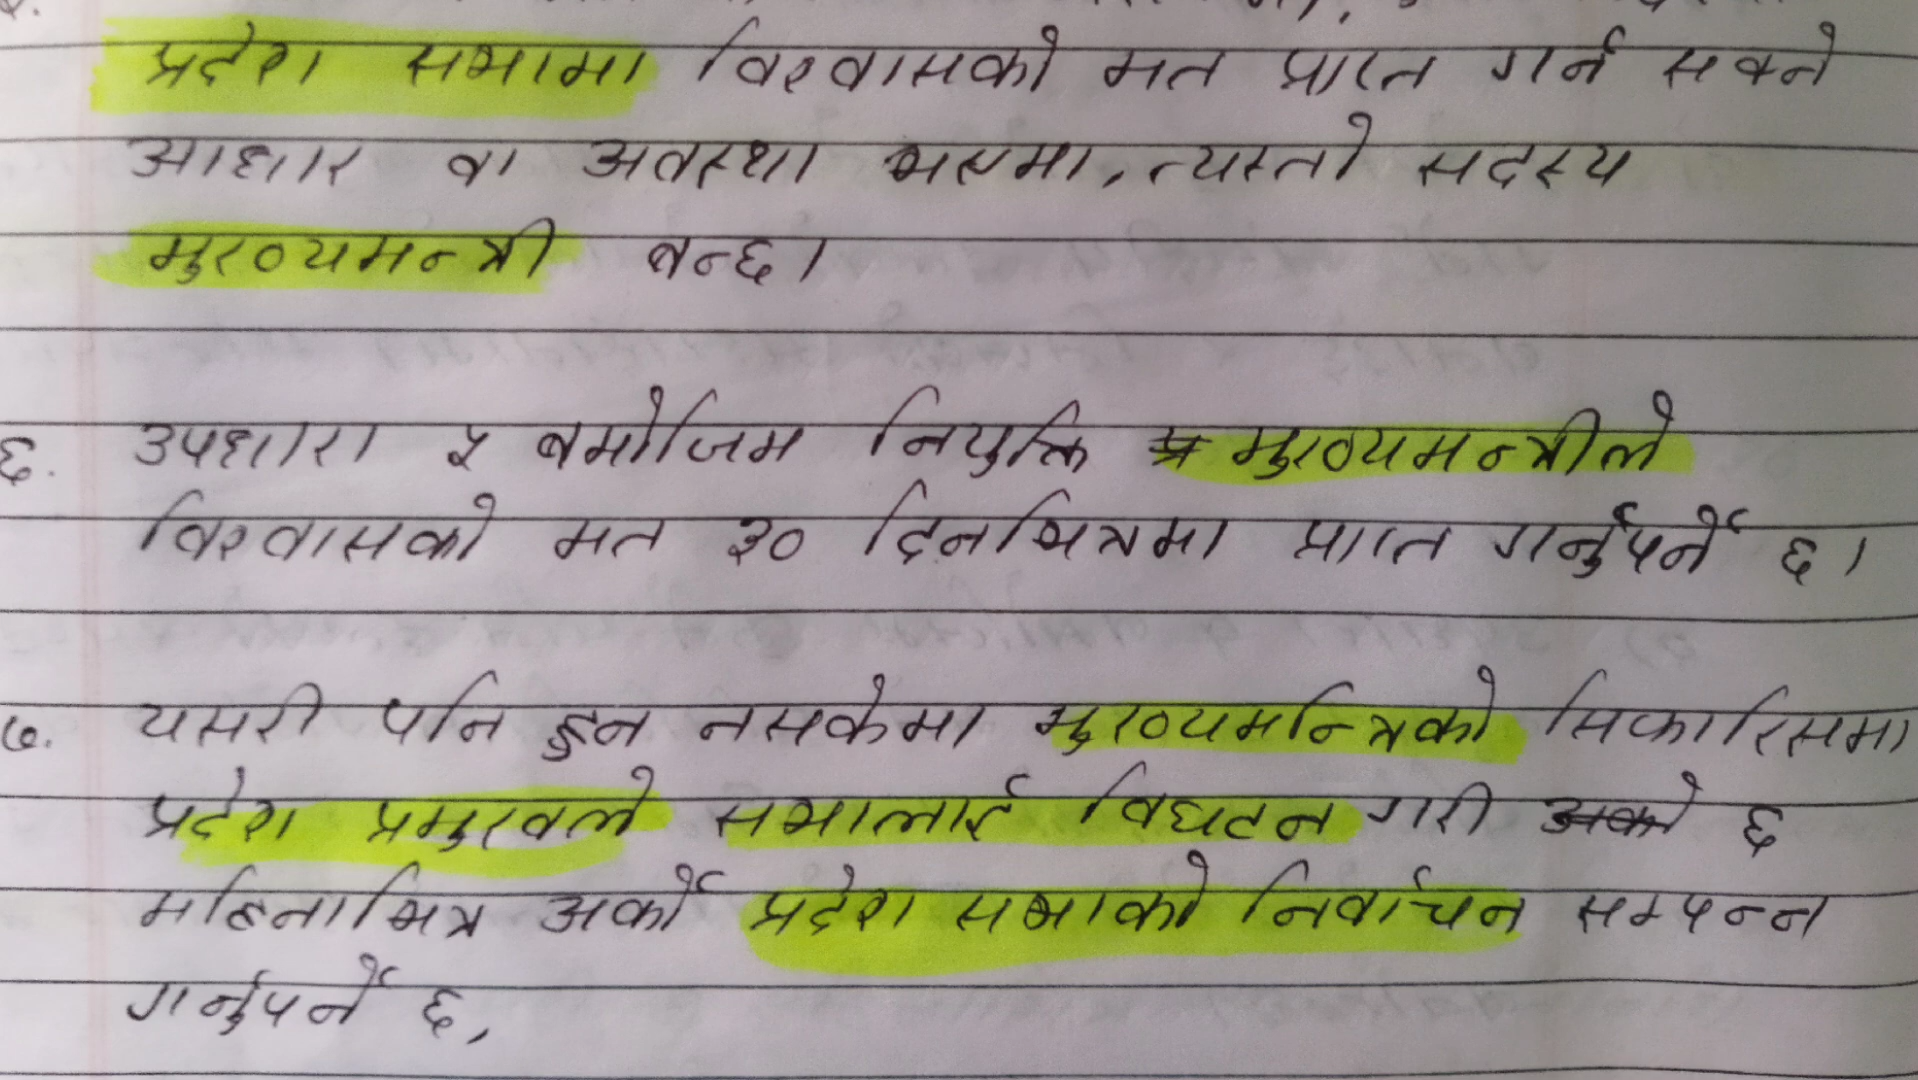 प्रदेश सभामा विश्वासको मत प्राप्त गर्न सक्ने
आधार वा अवस्था भएमा, त्यस्तो सदस्य
मुख्यमन्त्री बन्छ।
६. उपधारा ५ बमोजिम नियुक्ति मुख्यमन्त्रीले
विश्वासको मत ३० दिनभित्रमा प्राप्त गर्नुपर्ने छ।
७. यसरी पनि हुन नसकेमा मुख्यमन्त्रिको सिफारिसमा
प्रदेश प्रमुखले सभालाई विघटन गरी छ
महिनाभित्र अर्को प्रदेश सभाको निर्वाचन सम्पन्न
गर्नुपर्ने छ,